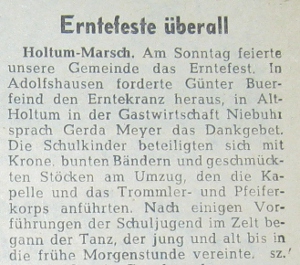 Erntefeste überall
Holtum-Marsch. Am Sonntag feierte
unsere Gemeinde das Erntefest. In
Adolfshausen forderte Günter Buer-
feind den Erntekranz heraus, in Alt-
Holtum in der Gastwirtschaft Niebuhr
sprach Gerda Meyer das Dankgebet.
Die Schulkinder beteiligten sich mit
Krone, bunten Bändern und geschmück-
ten Stöcken am Umzug, den die Ka-
pelle und das Trommler- und Pfeifer-
korps anführten. Nach einigen Vor-
führungen der Schuljugend im Zelt be-
gann der Tanz, der jung und alt bis in
die frühe Morgenstunde vereinte. sz.